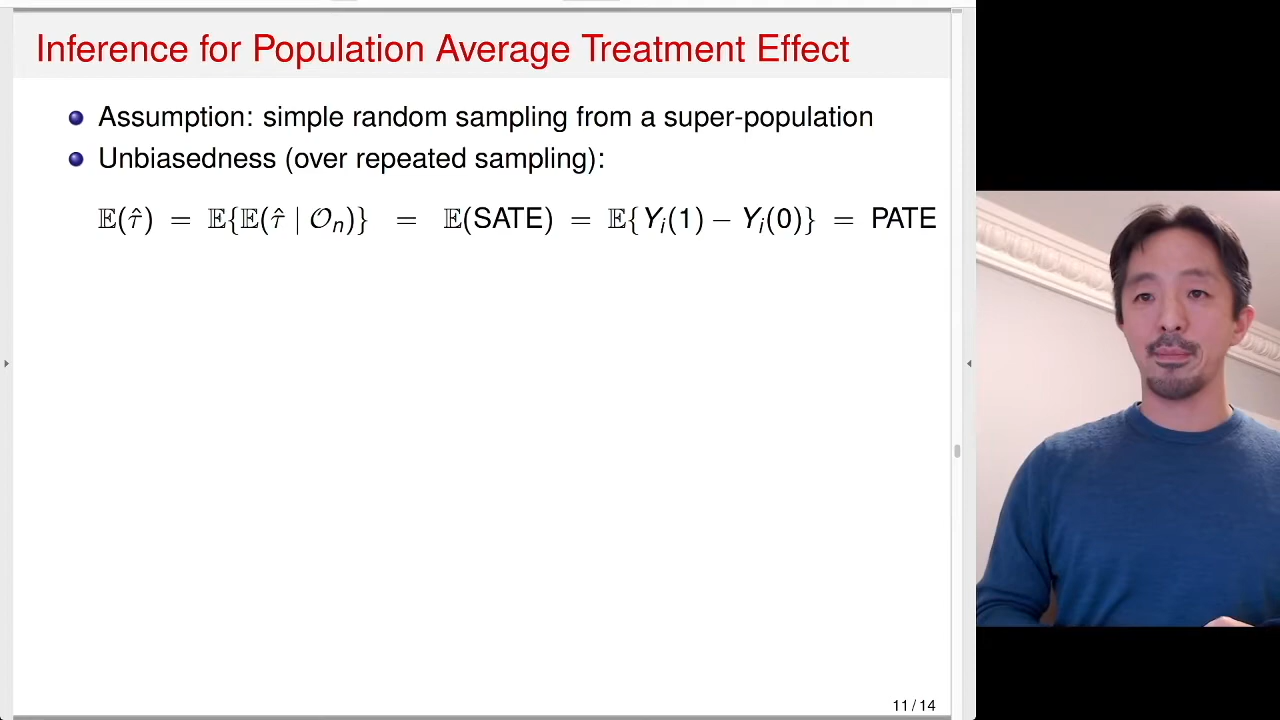 Inference for Population Average Treatment Effect
Assumption: simple random sampling from a super-population
Unbiasedness (over repeated sampling):
𝔼(τ̂) = 𝔼{𝔼(τ̂ | 𝒪ₙ)} = 𝔼(SATE) = 𝔼{Yᵢ(1) − Yᵢ(0)} = PATE
11 / 14